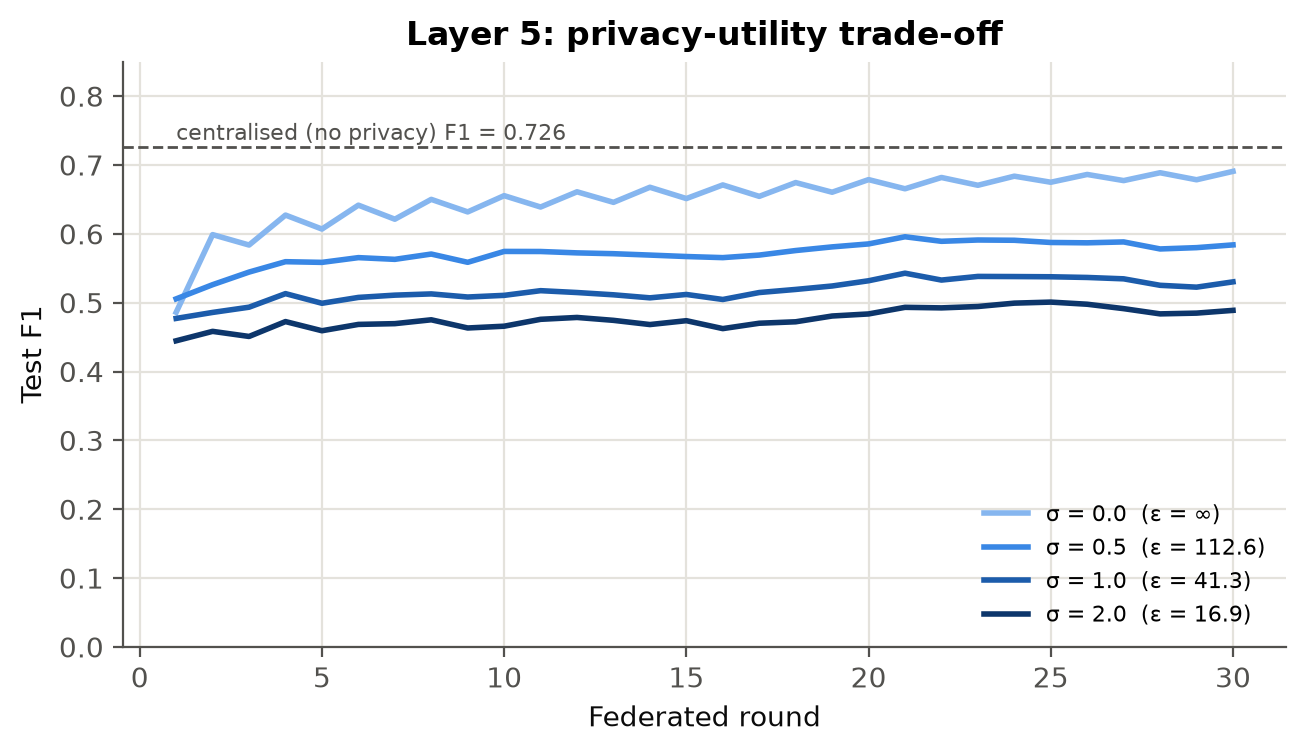 Layer 5: privacy-utility trade-off
0.8
0.7
0.6
0.5
0.4
0.3
0.2
0.1
0.0
Test F1
centralised (no privacy) F1 = 0.726
σ = 0.0 (ε = ∞)
σ = 0.5 (ε = 112.6)
σ = 1.0 (ε = 41.3)
σ = 2.0 (ε = 16.9)
0 5 10 15 20 25 30
Federated round